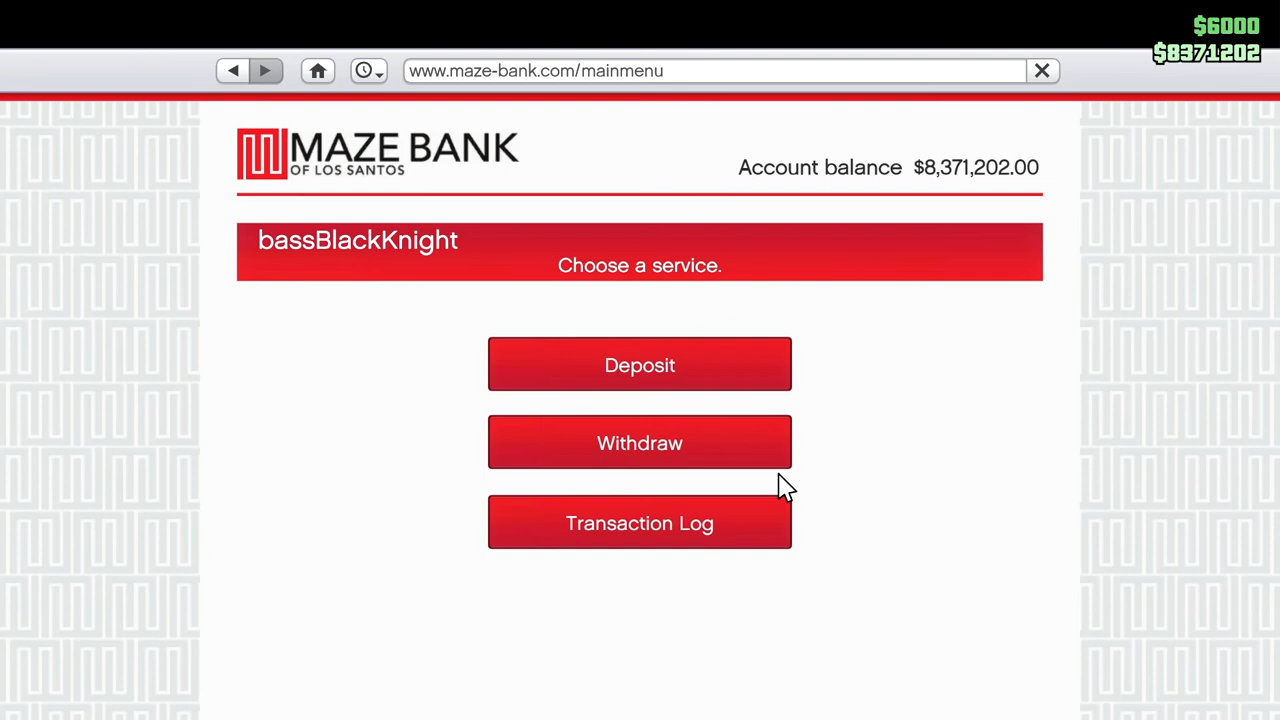 $6000
$8371202
www.maze-bank.com/mainmenu
MAZE BANK
OF LOS SANTOS
Account balance $8,371,202.00
bassBlackKnight
Choose a service.
Deposit
Withdraw
Transaction Log